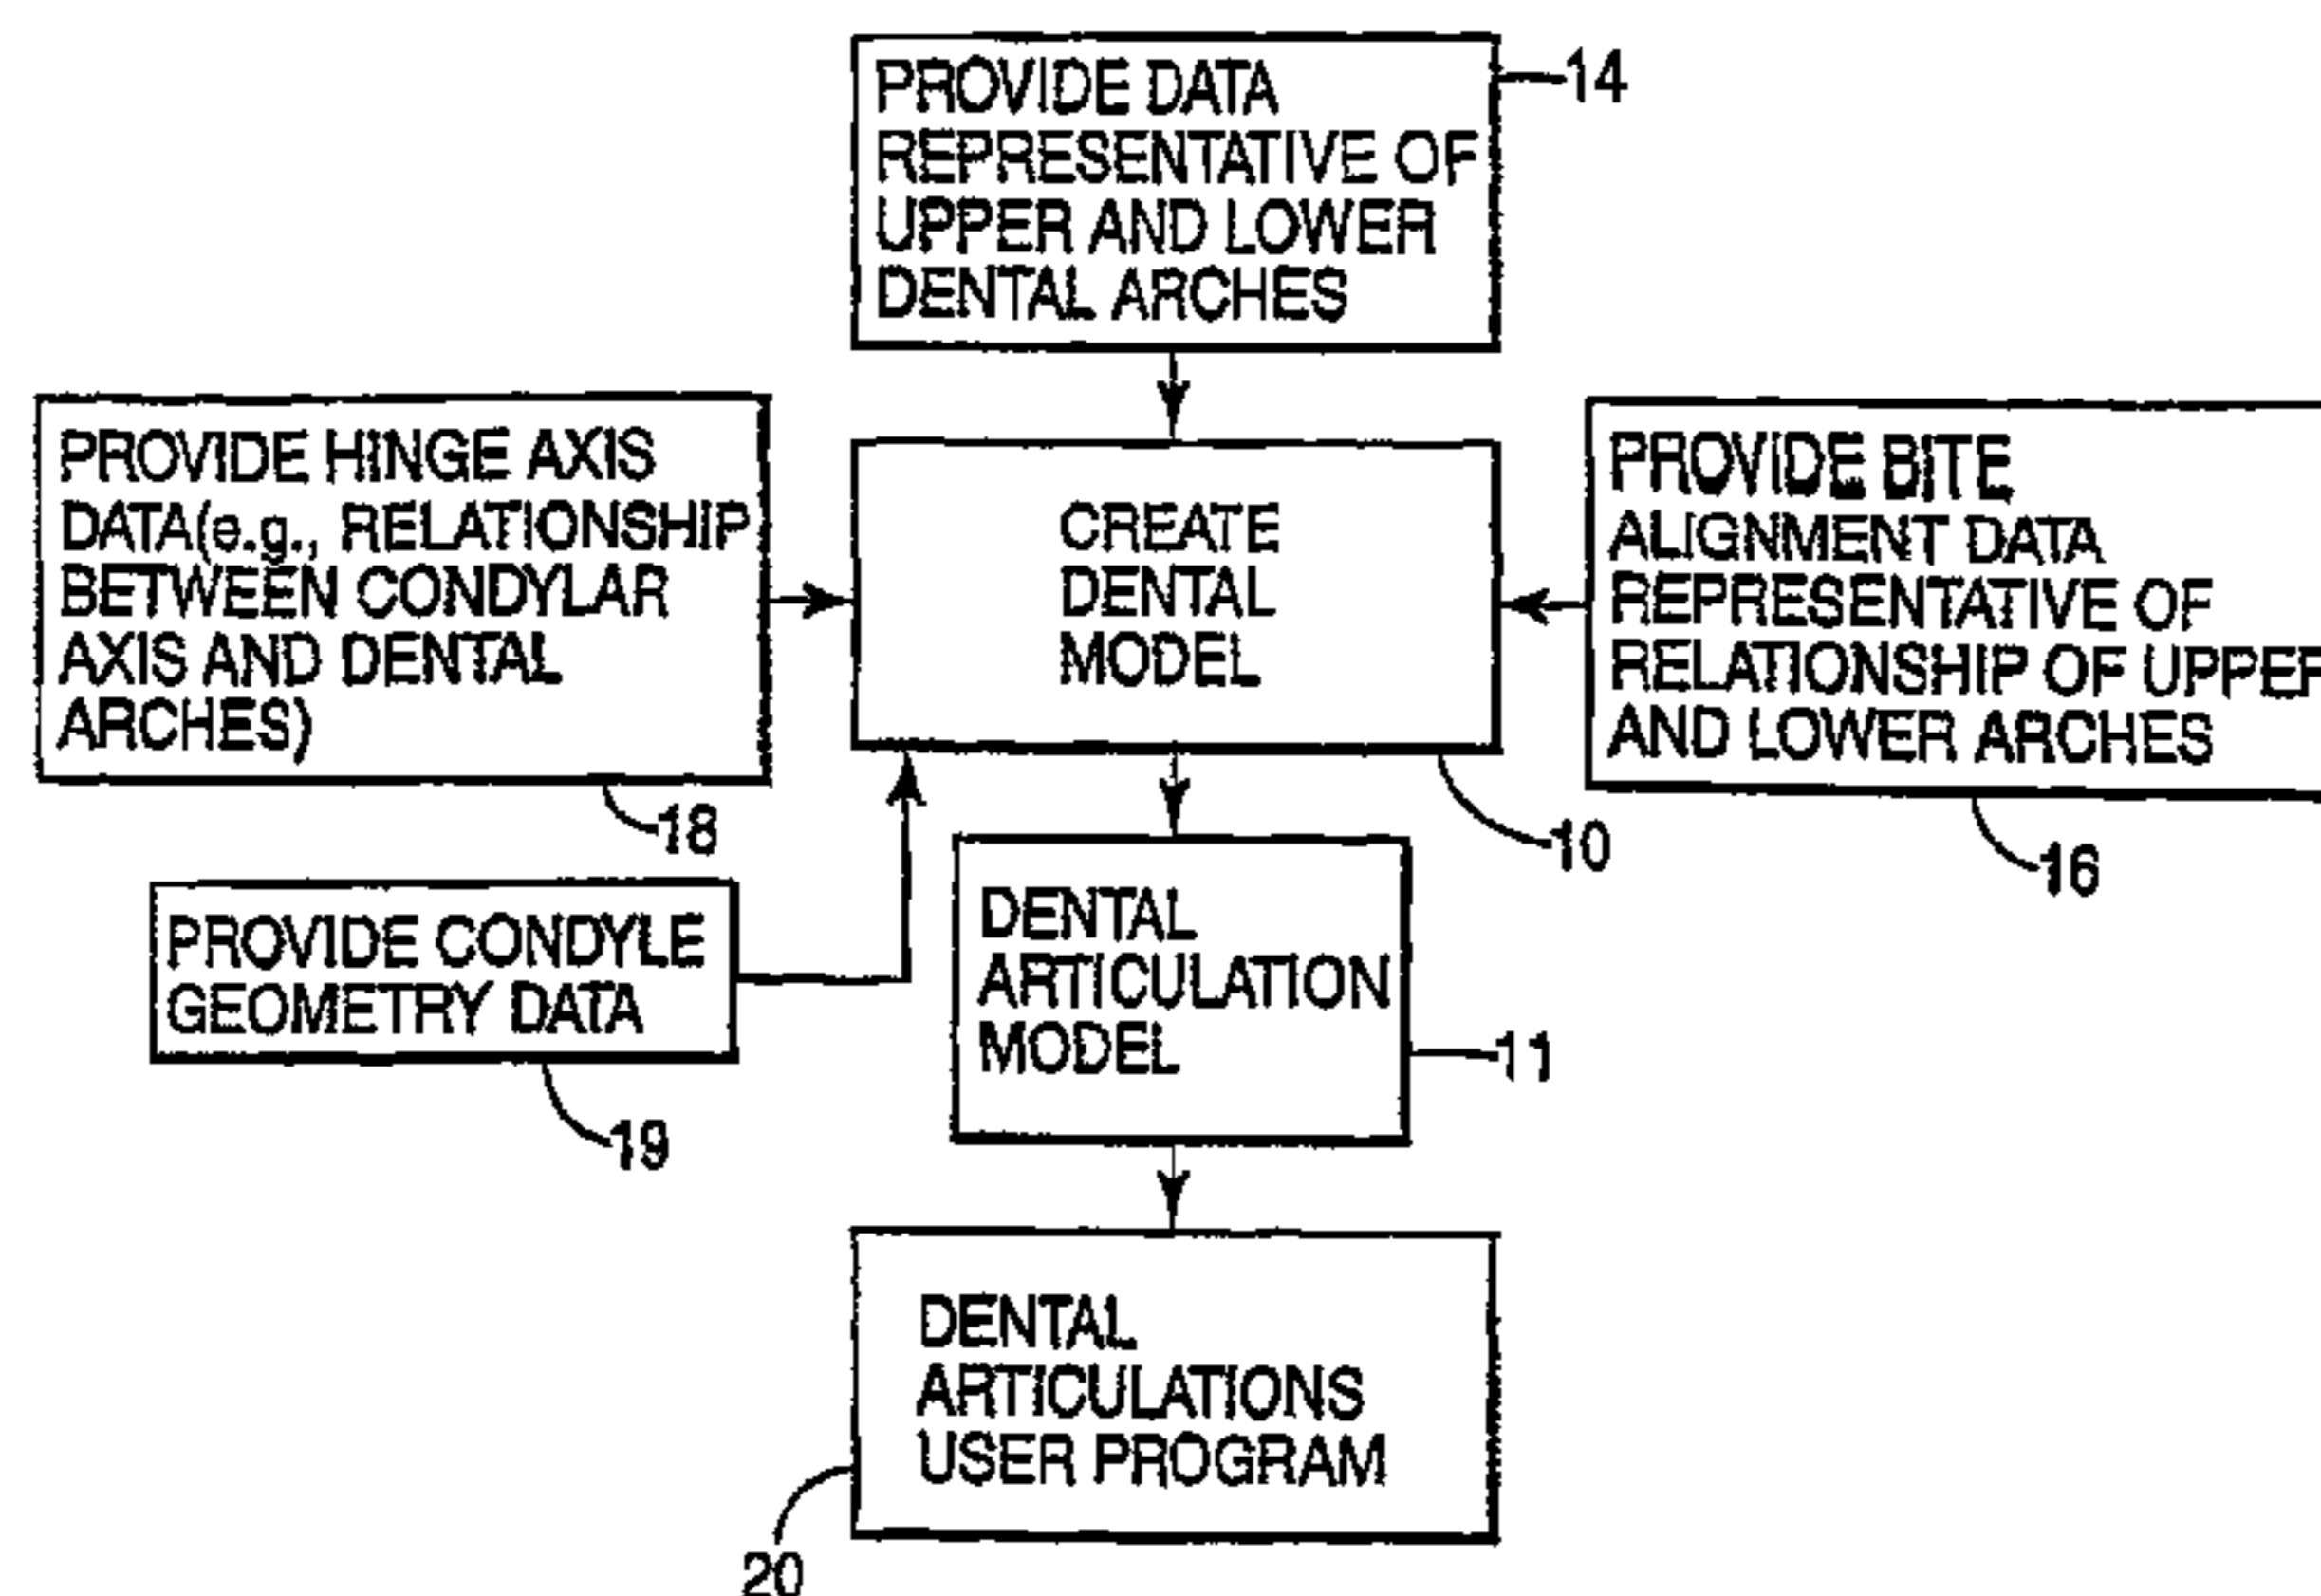 PROVIDE DATA
REPRESENTATIVE OF
UPPER AND LOWER
DENTAL ARCHES
14
PROVIDE HINGE AXIS
DATA(e.g., RELATIONSHIP
BETWEEN CONDYLAR
AXIS AND DENTAL
ARCHES)
18
CREATE
DENTAL
MODEL
10
PROVIDE BITE
ALIGNMENT DATA
REPRESENTATIVE OF
RELATIONSHIP OF UPPER
AND LOWER ARCHES
16
PROVIDE CONDYLE
GEOMETRY DATA
19
DENTAL
ARTICULATION
MODEL
11
DENTAL
ARTICULATIONS
USER PROGRAM
20